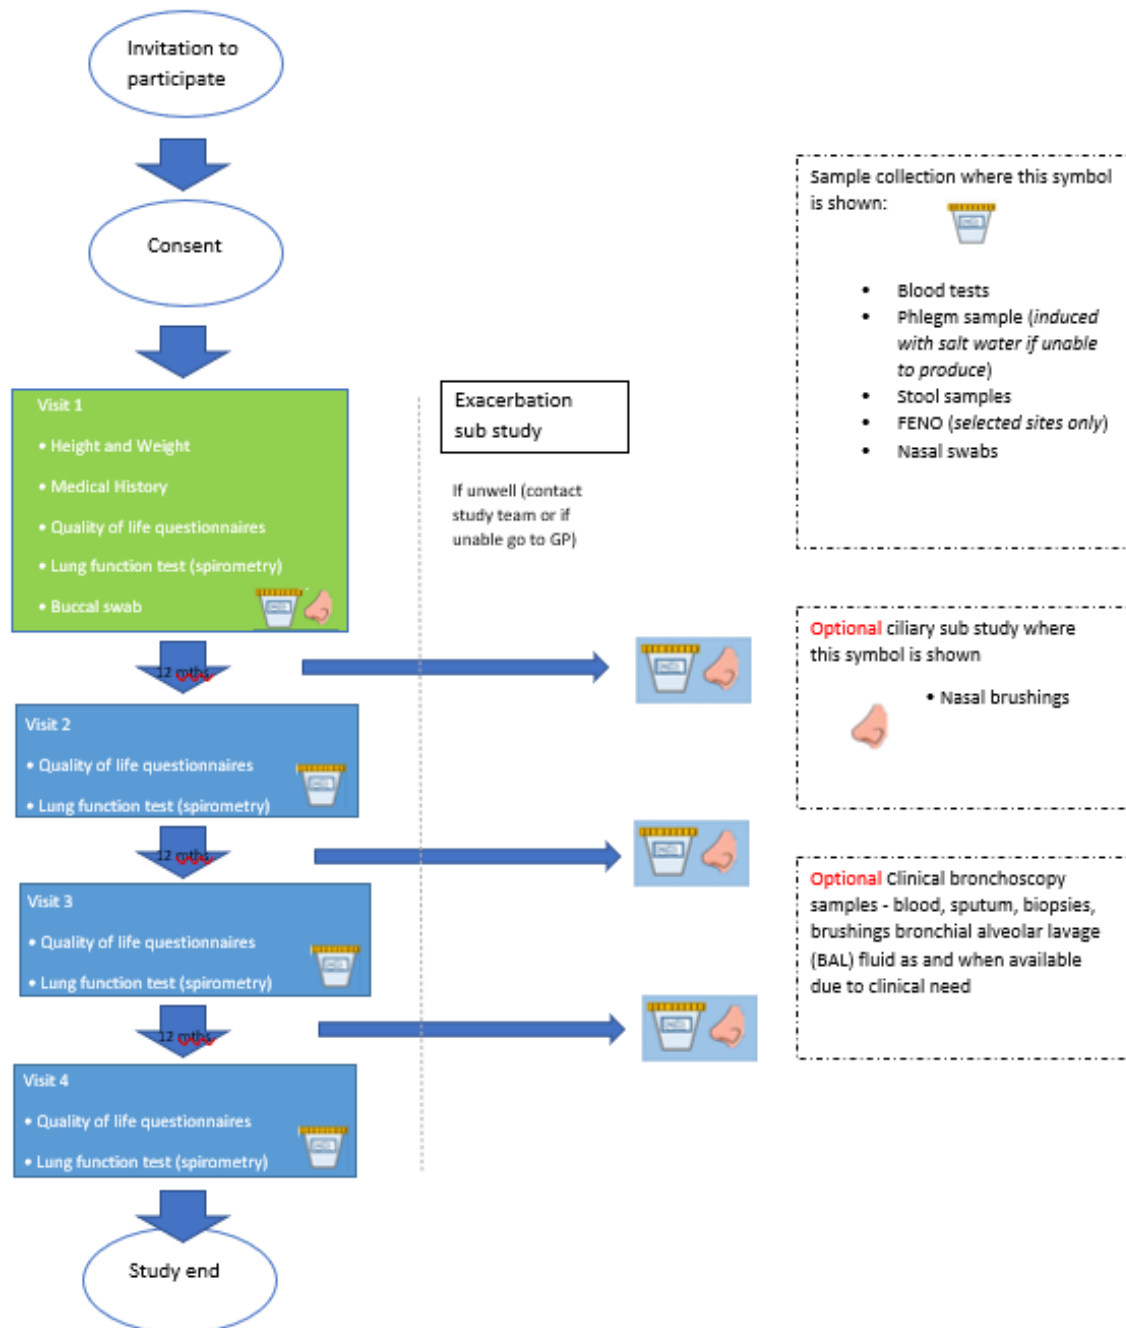 Invitation to
participate
Consent
Visit 1
• Height and Weight
• Medical History
• Quality of life questionnaires
• Lung function test (spirometry)
• Buccal swab
12 mths
Visit 2
• Quality of life questionnaires
• Lung function test (spirometry)
12 mths
Visit 3
• Quality of life questionnaires
• Lung function test (spirometry)
12 mths
Visit 4
• Quality of life questionnaires
• Lung function test (spirometry)
Study end
Exacerbation
sub study
If unwell (contact
study team or if
unable go to GP)
Sample collection where this symbol
is shown:
• Blood tests
• Phlegm sample (induced
with salt water if unable
to produce)
• Stool samples
• FENO (selected sites only)
• Nasal swabs
Optional ciliary sub study where
this symbol is shown
• Nasal brushings
Optional Clinical bronchoscopy
samples - blood, sputum, biopsies,
brushings bronchial alveolar lavage
(BAL) fluid as and when available
due to clinical need